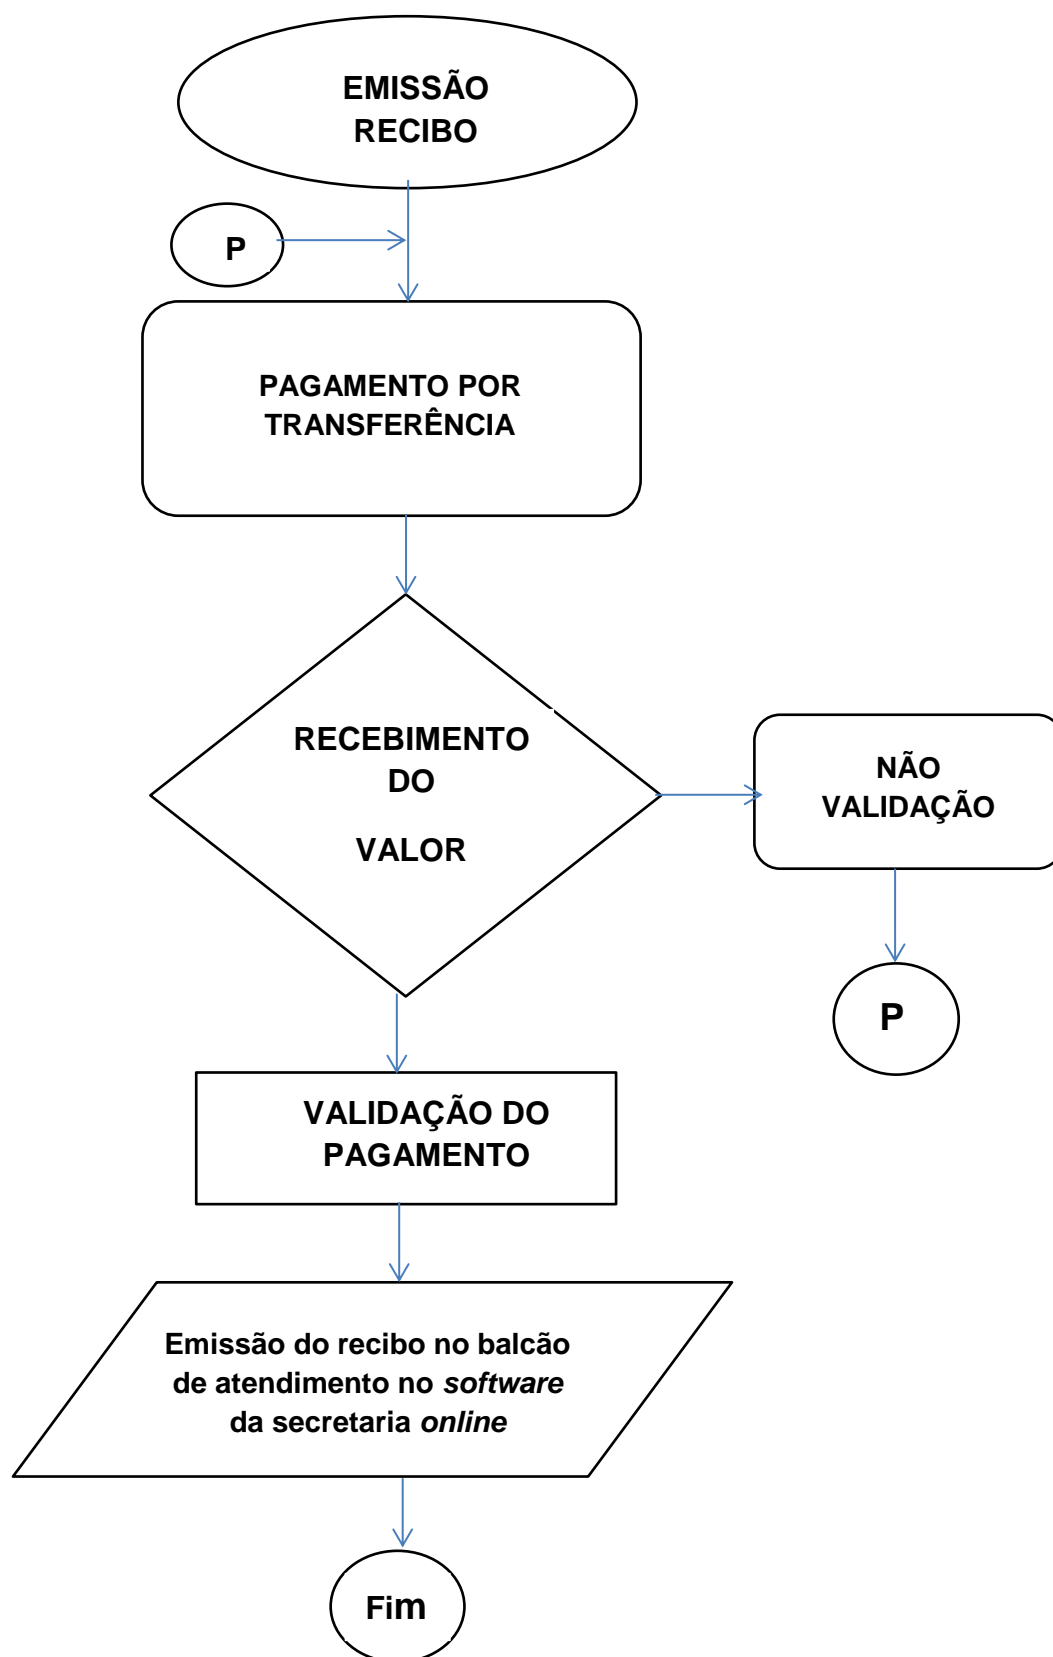 EMISSÃO
RECIBO
P
PAGAMENTO POR
TRANSFERÊNCIA
RECEBIMENTO
DO
VALOR
NÃO
VALIDAÇÃO
P
VALIDAÇÃO DO
PAGAMENTO
Emissão do recibo no balcão
de atendimento no software
da secretaria online
Fim